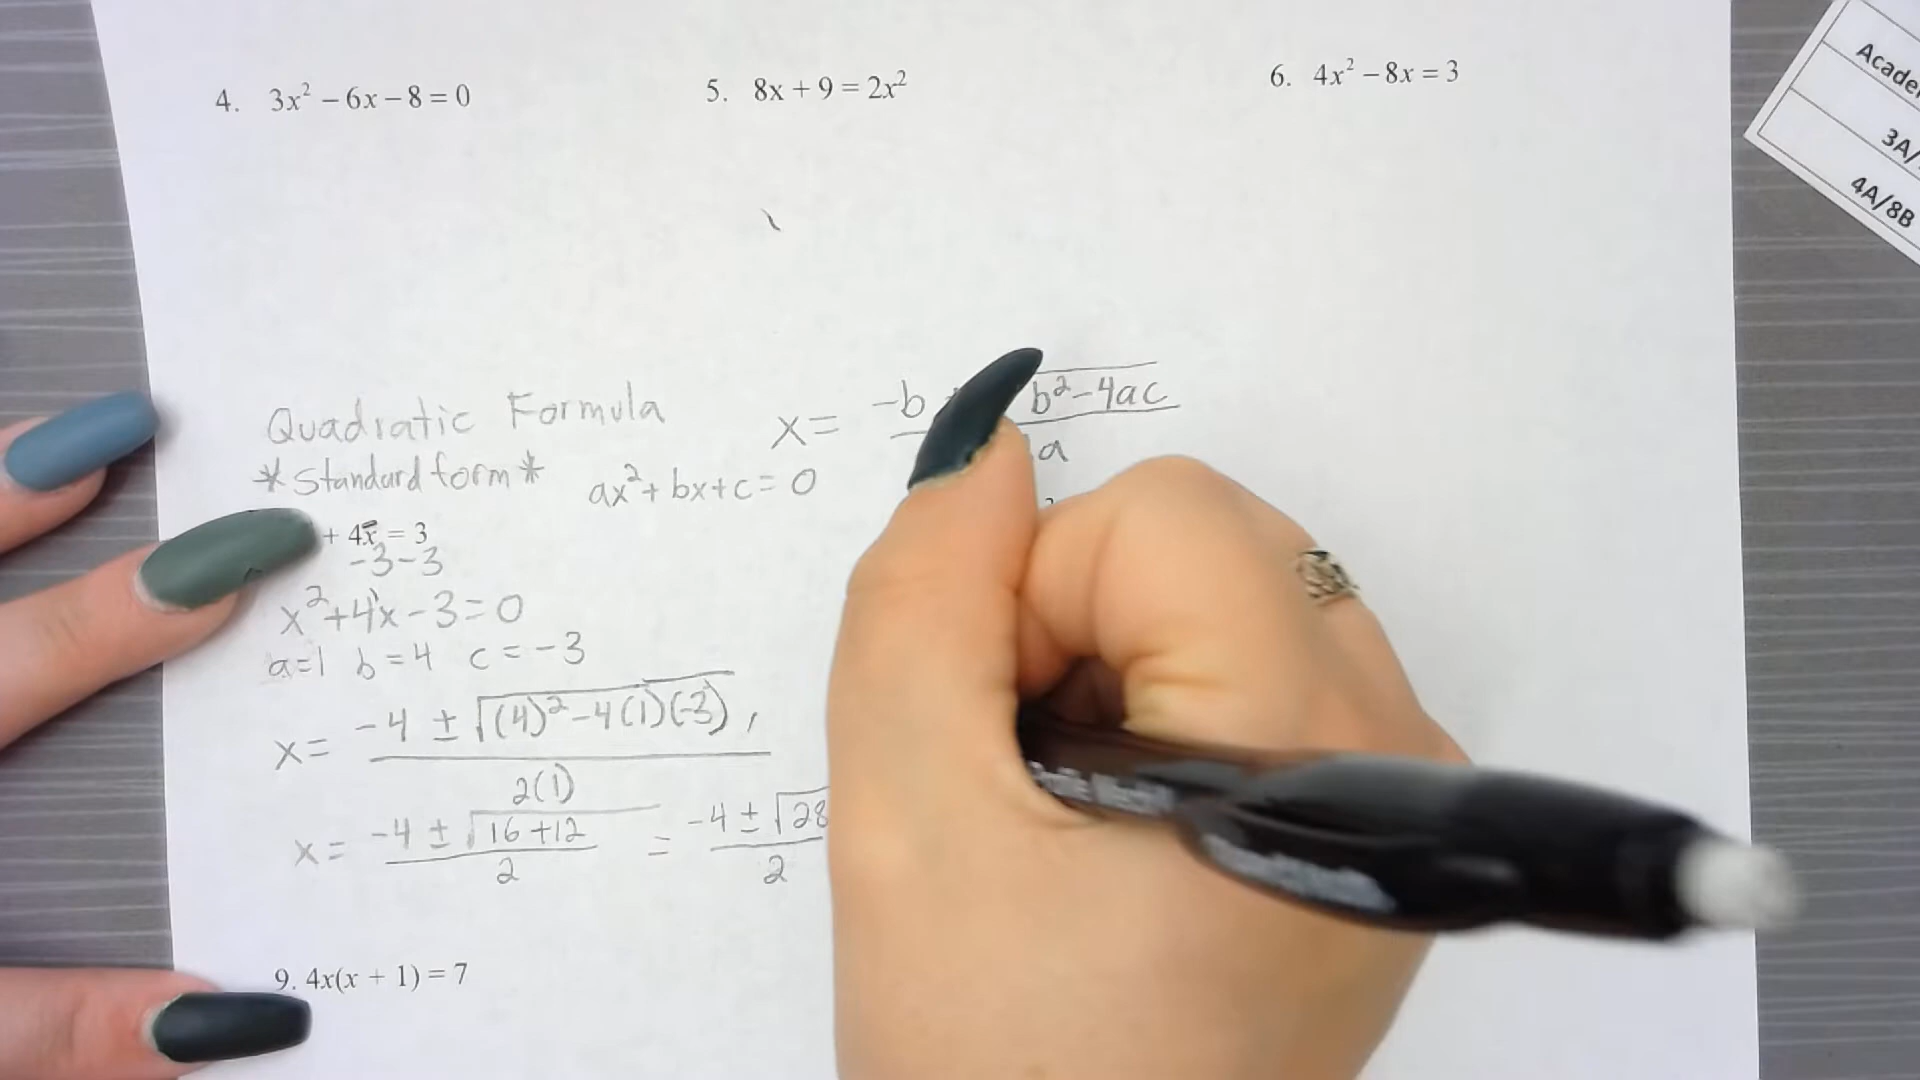 4. 3x² – 6x – 8 = 0
5. 8x + 9 = 2x²
6. 4x² – 8x = 3
3A/
4A/8B
Quadratic Formula
x= -b b²-4ac
a
*Standard form*
ax²+bx+c=0
+ 4x = 3
-3-3
x²+4x-3=0
a=1 b=4 c=-3
x= -4 ± √(4)²-4(1)(-3)
2(1)
x= -4 ± √16+12 = -4 ± √28
2 2
9. 4x(x + 1) = 7